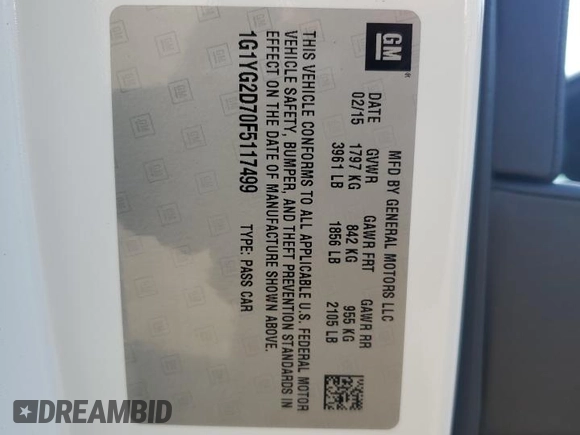 GM
MFD BY GENERAL MOTORS LLC
DATE GVWR GAWR FRT GAWR RR
02/15 1797 KG 842 KG 955 KG
3961 LB 1856 LB 2105 LB
THIS VEHICLE CONFORMS TO ALL APPLICABLE U.S. FEDERAL MOTOR
VEHICLE SAFETY, BUMPER, AND THEFT PREVENTION STANDARDS IN
EFFECT ON THE DATE OF MANUFACTURE SHOWN ABOVE.
1G1YG2D70F5117499 TYPE: PASS CAR
DREAMBID